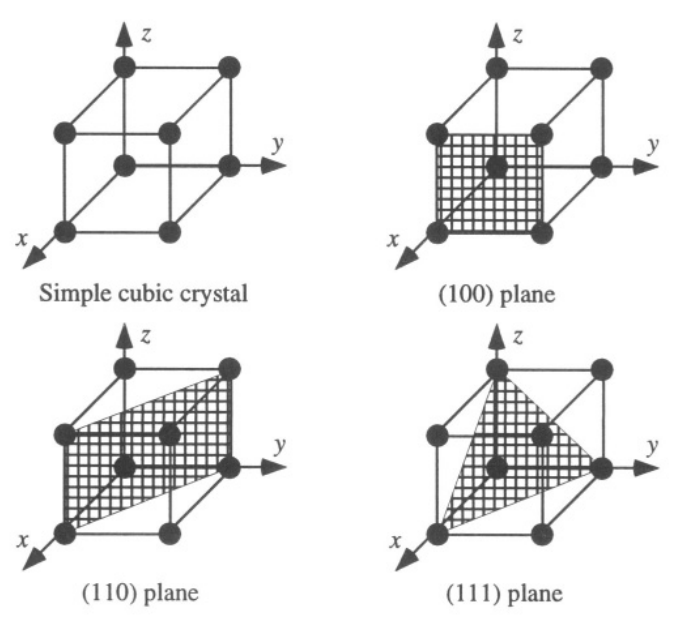 z
z
y
y
x
x
Simple cubic crystal
(100) plane
z
z
y
y
x
x
(110) plane
(111) plane